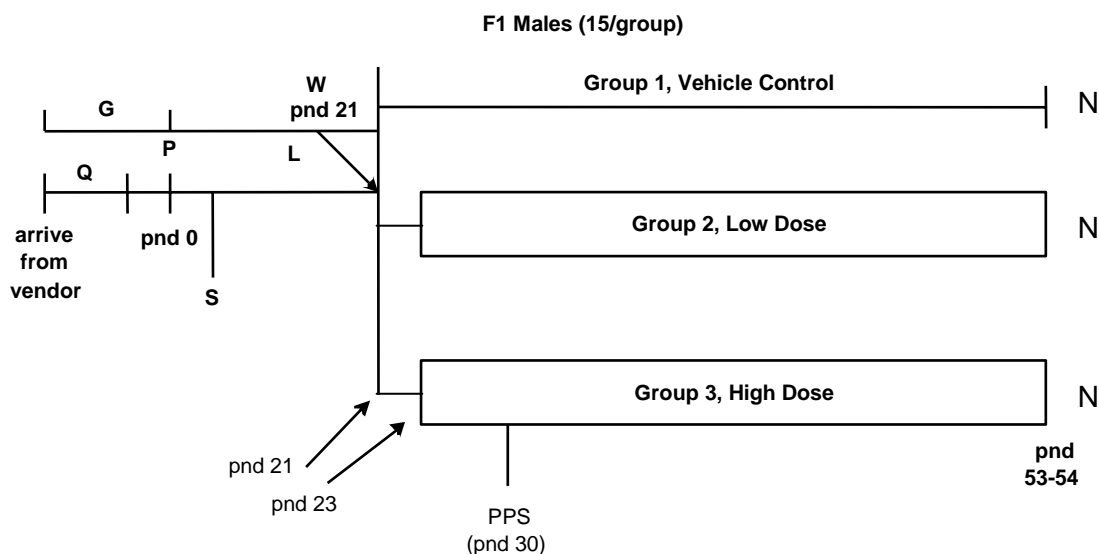 F1 Males (15/group)
W
pnd 21
Group 1, Vehicle Control
N
G
P
L
Q
arrive
from
vendor
pnd 0
S
Group 2, Low Dose
N
Group 3, High Dose
N
pnd 21
pnd 23
PPS
(pnd 30)
pnd
53-54